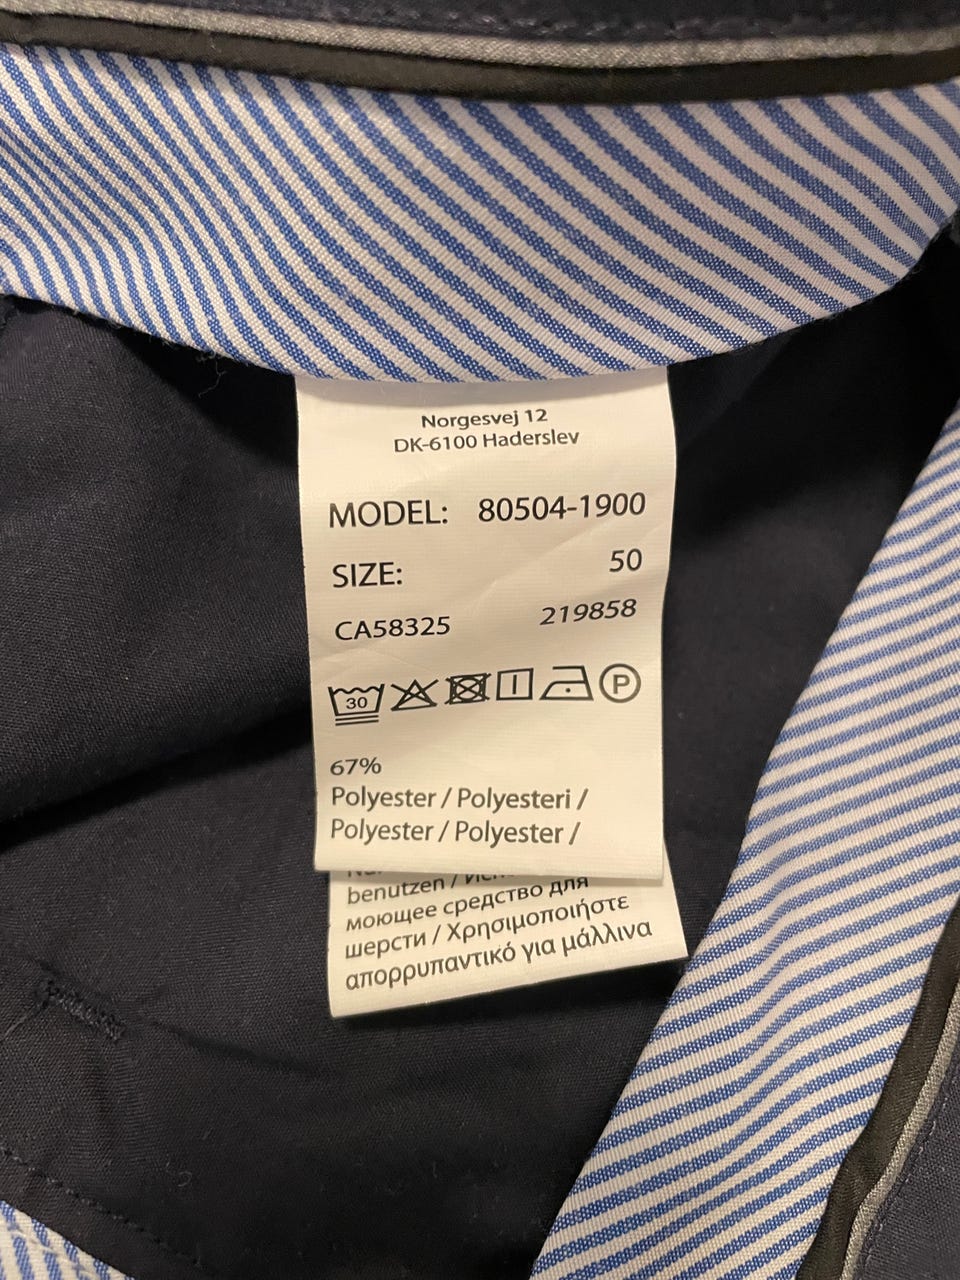 Norgesvej 12
DK-6100 Haderslev
MODEL: 80504-1900
SIZE: 50
CA58325 219858
30 P
67%
Polyester / Polyesteri /
Polyester / Polyester /
benutzen /
моющее средство для
шерсти / Χρησιμοποιήστε
απορρυπαντικό για μάλλινα